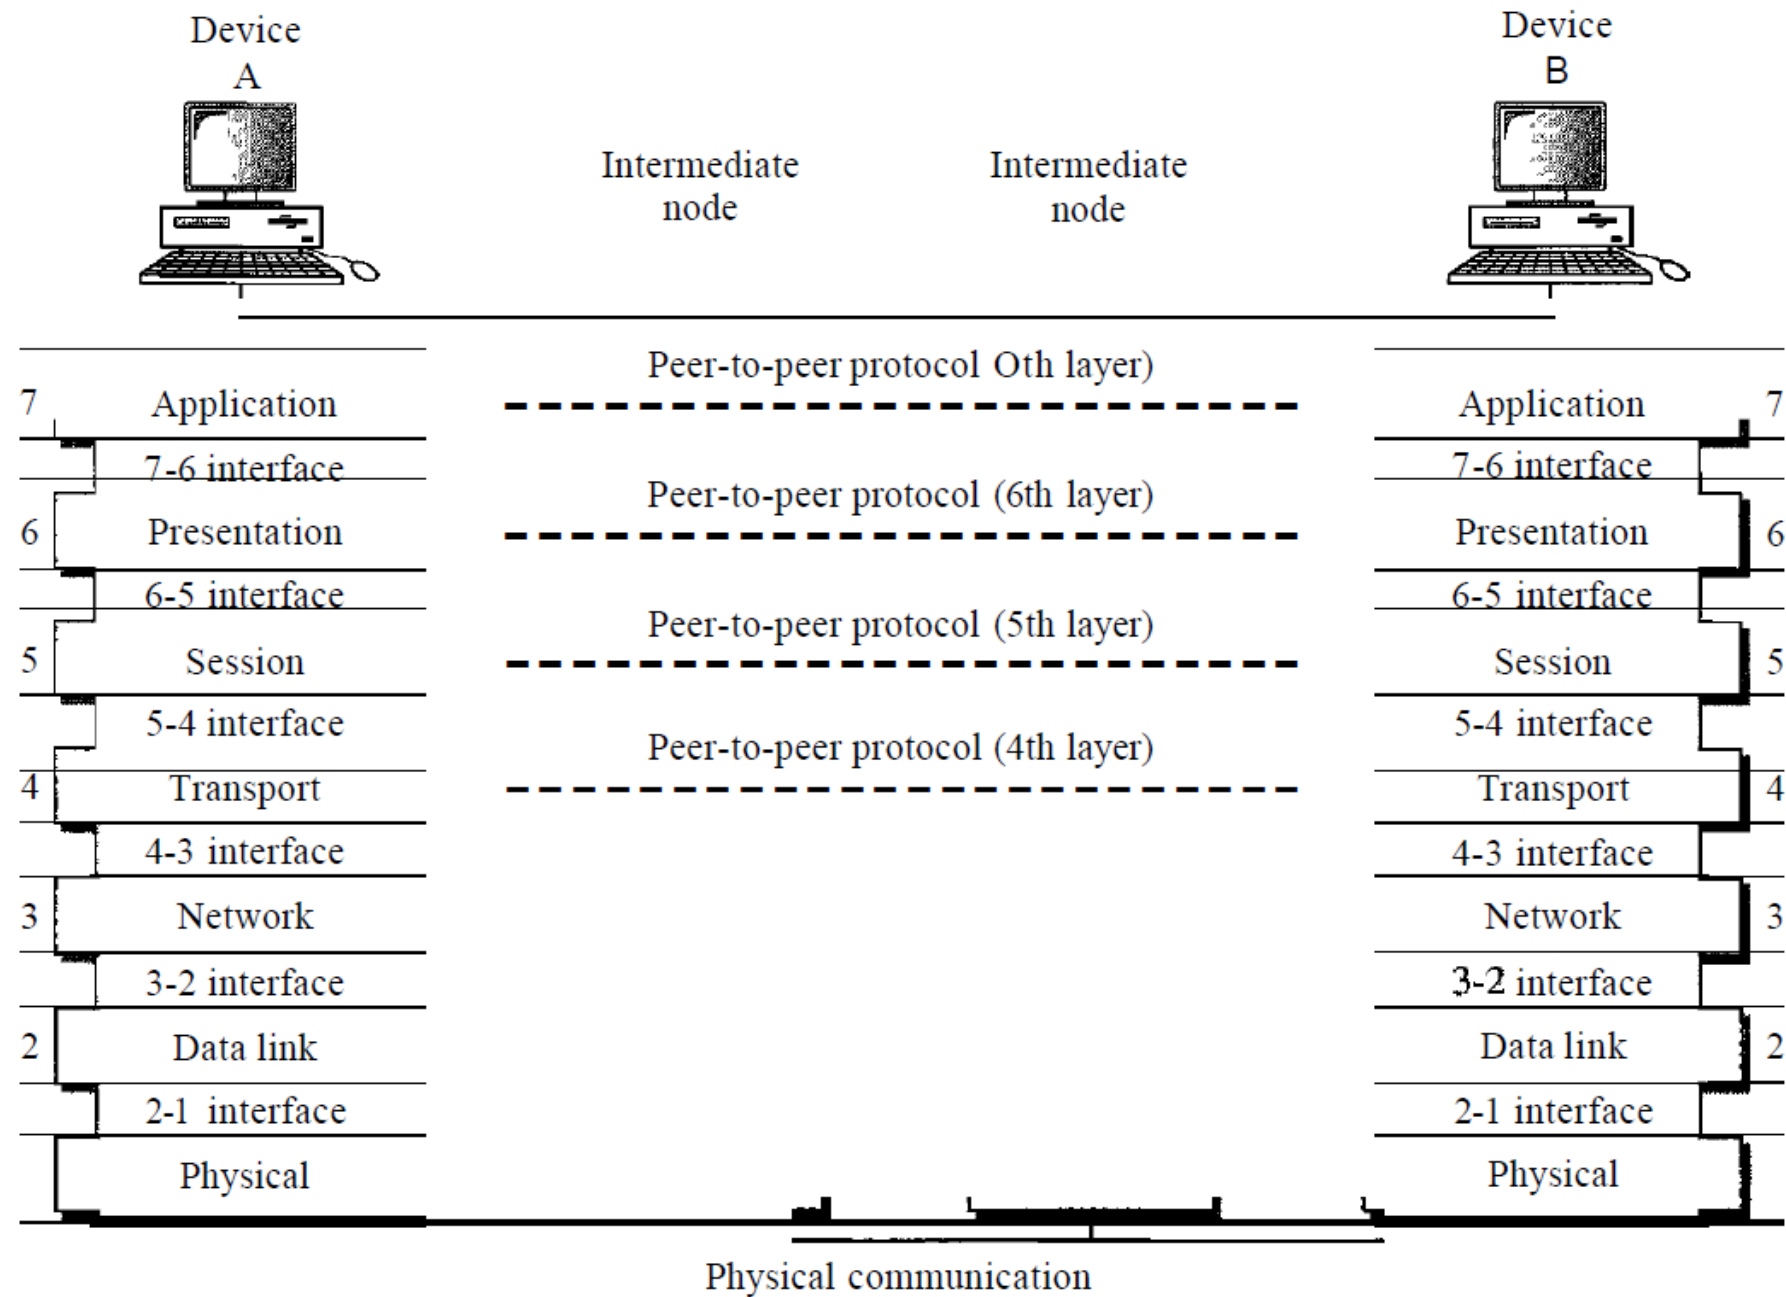 Device
A
Device
B
Intermediate
node
Intermediate
node
Peer-to-peer protocol Oth layer)
7
Application
Application
7
7-6 interface
7-6 interface
Peer-to-peer protocol (6th layer)
6
Presentation
Presentation
6
6-5 interface
6-5 interface
Peer-to-peer protocol (5th layer)
5
Session
Session
5
5-4 interface
5-4 interface
Peer-to-peer protocol (4th layer)
4
Transport
Transport
4
4-3 interface
4-3 interface
3
Network
Network
3
3-2 interface
3-2 interface
2
Data link
Data link
2
2-1 interface
2-1 interface
Physical
Physical
Physical communication